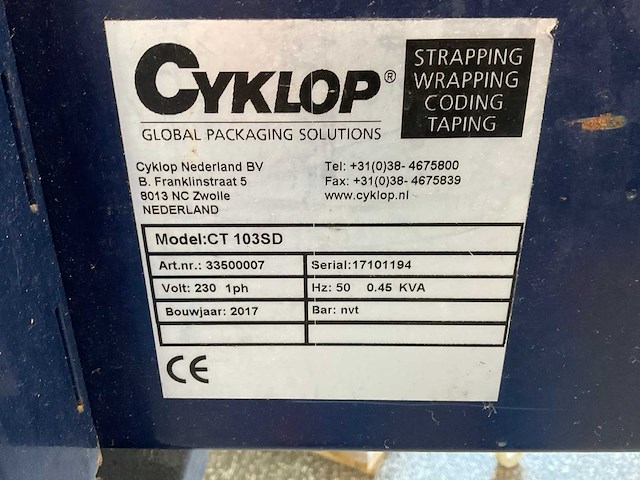 CYKLOP®
GLOBAL PACKAGING SOLUTIONS
STRAPPING
WRAPPING
CODING
TAPING
Cyklop Nederland BV
B. Franklinstraat 5
8013 NC Zwolle
NEDERLAND
Tel: +31(0)38- 4675800
Fax: +31(0)38- 4675839
www.cyklop.nl
Model:CT 103SD
Art.nr.: 33500007 Serial:17101194
Volt: 230 1ph Hz: 50 0.45 KVA
Bouwjaar: 2017 Bar: nvt
CE